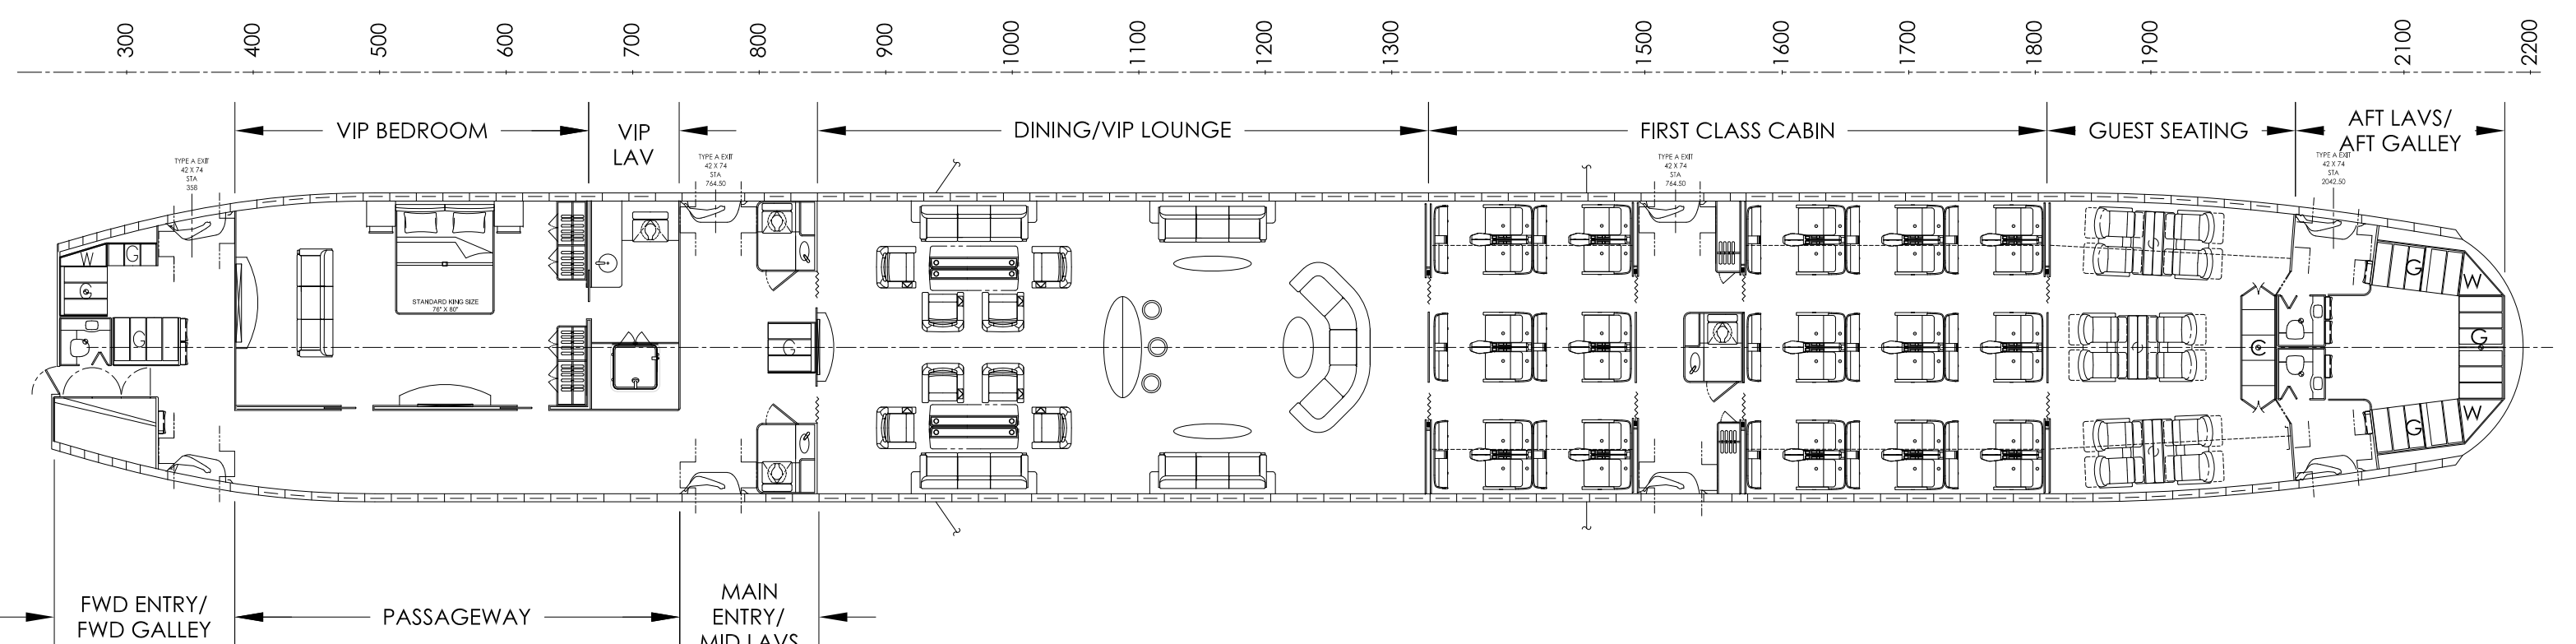 300
400
500
600
700
800
900
1000
1100
1200
1300
1500
1600
1700
1800
1900
2100
2200
VIP BEDROOM
VIP
LAV
DINING/VIP LOUNGE
FIRST CLASS CABIN
GUEST SEATING
AFT LAVS/
AFT GALLEY
TYPE A EXIT
42 X 74
STA
358
TYPE A EXIT
42 X 74
STA
764.50
TYPE A EXIT
42 X 74
STA
764.50
TYPE A EXIT
42 X 74
STA
2042.50
W
G
G
G
STANDARD KING SIZE
76" X 80"
G
C
G
W
G
G
W
FWD ENTRY/
FWD GALLEY
PASSAGEWAY
MAIN
ENTRY/
MID LAVS